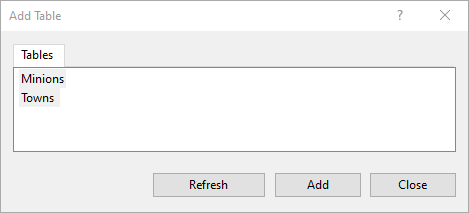 Add Table
?
Tables
Minions
Towns
Refresh Add Close